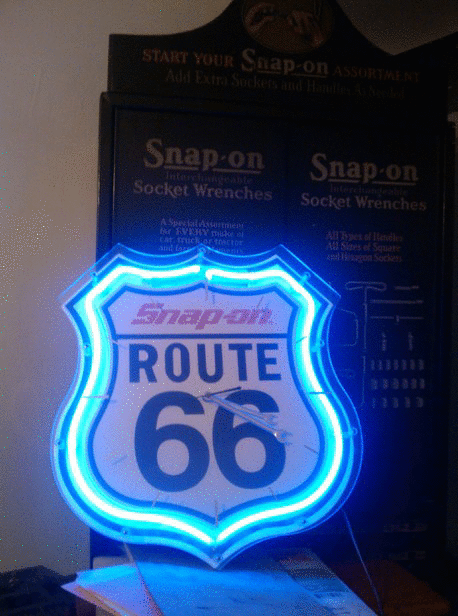 START YOUR Snap-on ASSORTMENT
Add Extra Sockets and Handles As Needed
Snap-on
Interchangeable
Socket Wrenches
A Special Assortment
for EVERY make of
car, truck or tractor
Snap-on
Interchangeable
Socket Wrenches
All Types of Handles
All Sizes of Square
and Hexagon Sockets
Snap-on
ROUTE
66